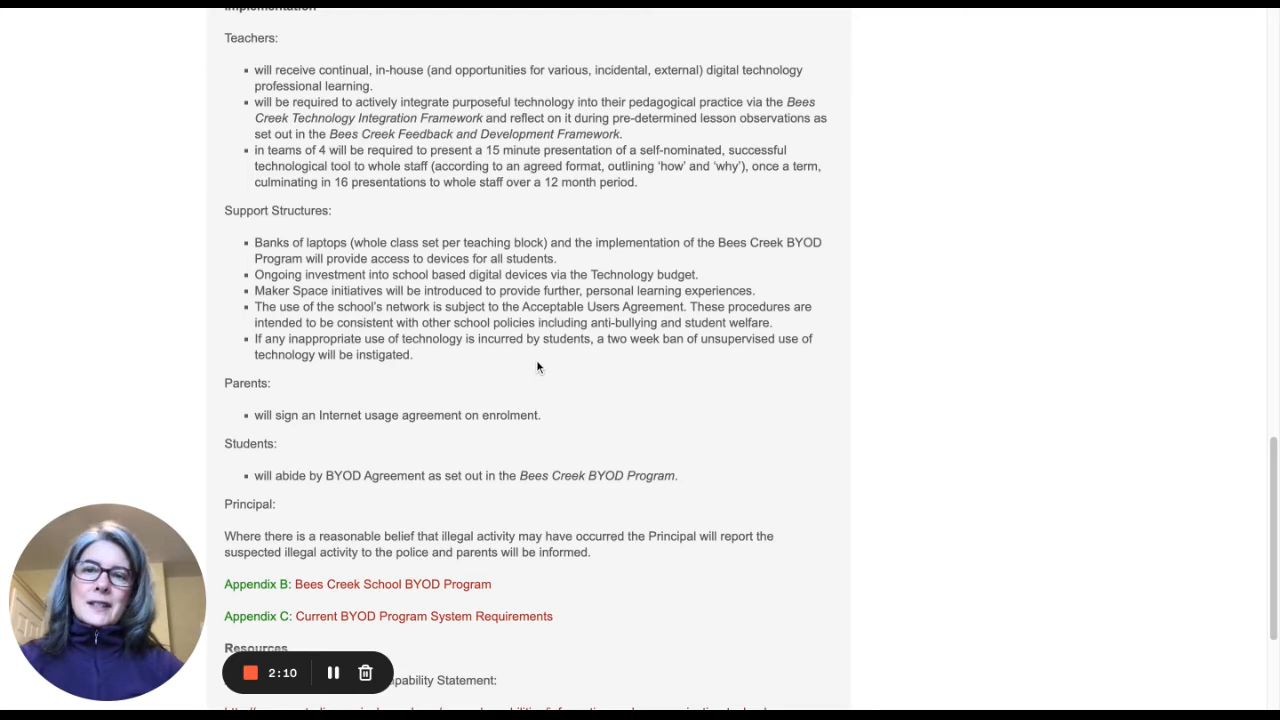 Implementation
Teachers:
▪ will receive continual, in-house (and opportunities for various, incidental, external) digital technology
professional learning.
▪ will be required to actively integrate purposeful technology into their pedagogical practice via the Bees
Creek Technology Integration Framework and reflect on it during pre-determined lesson observations as
set out in the Bees Creek Feedback and Development Framework.
▪ in teams of 4 will be required to present a 15 minute presentation of a self-nominated, successful
technological tool to whole staff (according to an agreed format, outlining ‘how’ and ‘why’), once a term,
culminating in 16 presentations to whole staff over a 12 month period.
Support Structures:
▪ Banks of laptops (whole class set per teaching block) and the implementation of the Bees Creek BYOD
Program will provide access to devices for all students.
▪ Ongoing investment into school based digital devices via the Technology budget.
▪ Maker Space initiatives will be introduced to provide further, personal learning experiences.
▪ The use of the school’s network is subject to the Acceptable Users Agreement. These procedures are
intended to be consistent with other school policies including anti-bullying and student welfare.
▪ If any inappropriate use of technology is incurred by students, a two week ban of unsupervised use of
technology will be instigated.
Parents:
▪ will sign an Internet usage agreement on enrolment.
Students:
▪ will abide by BYOD Agreement as set out in the Bees Creek BYOD Program.
Principal:
Where there is a reasonable belief that illegal activity may have occurred the Principal will report the
suspected illegal activity to the police and parents will be informed.
Appendix B: Bees Creek School BYOD Program
Appendix C: Current BYOD Program System Requirements
Resources
2:10
Statement: